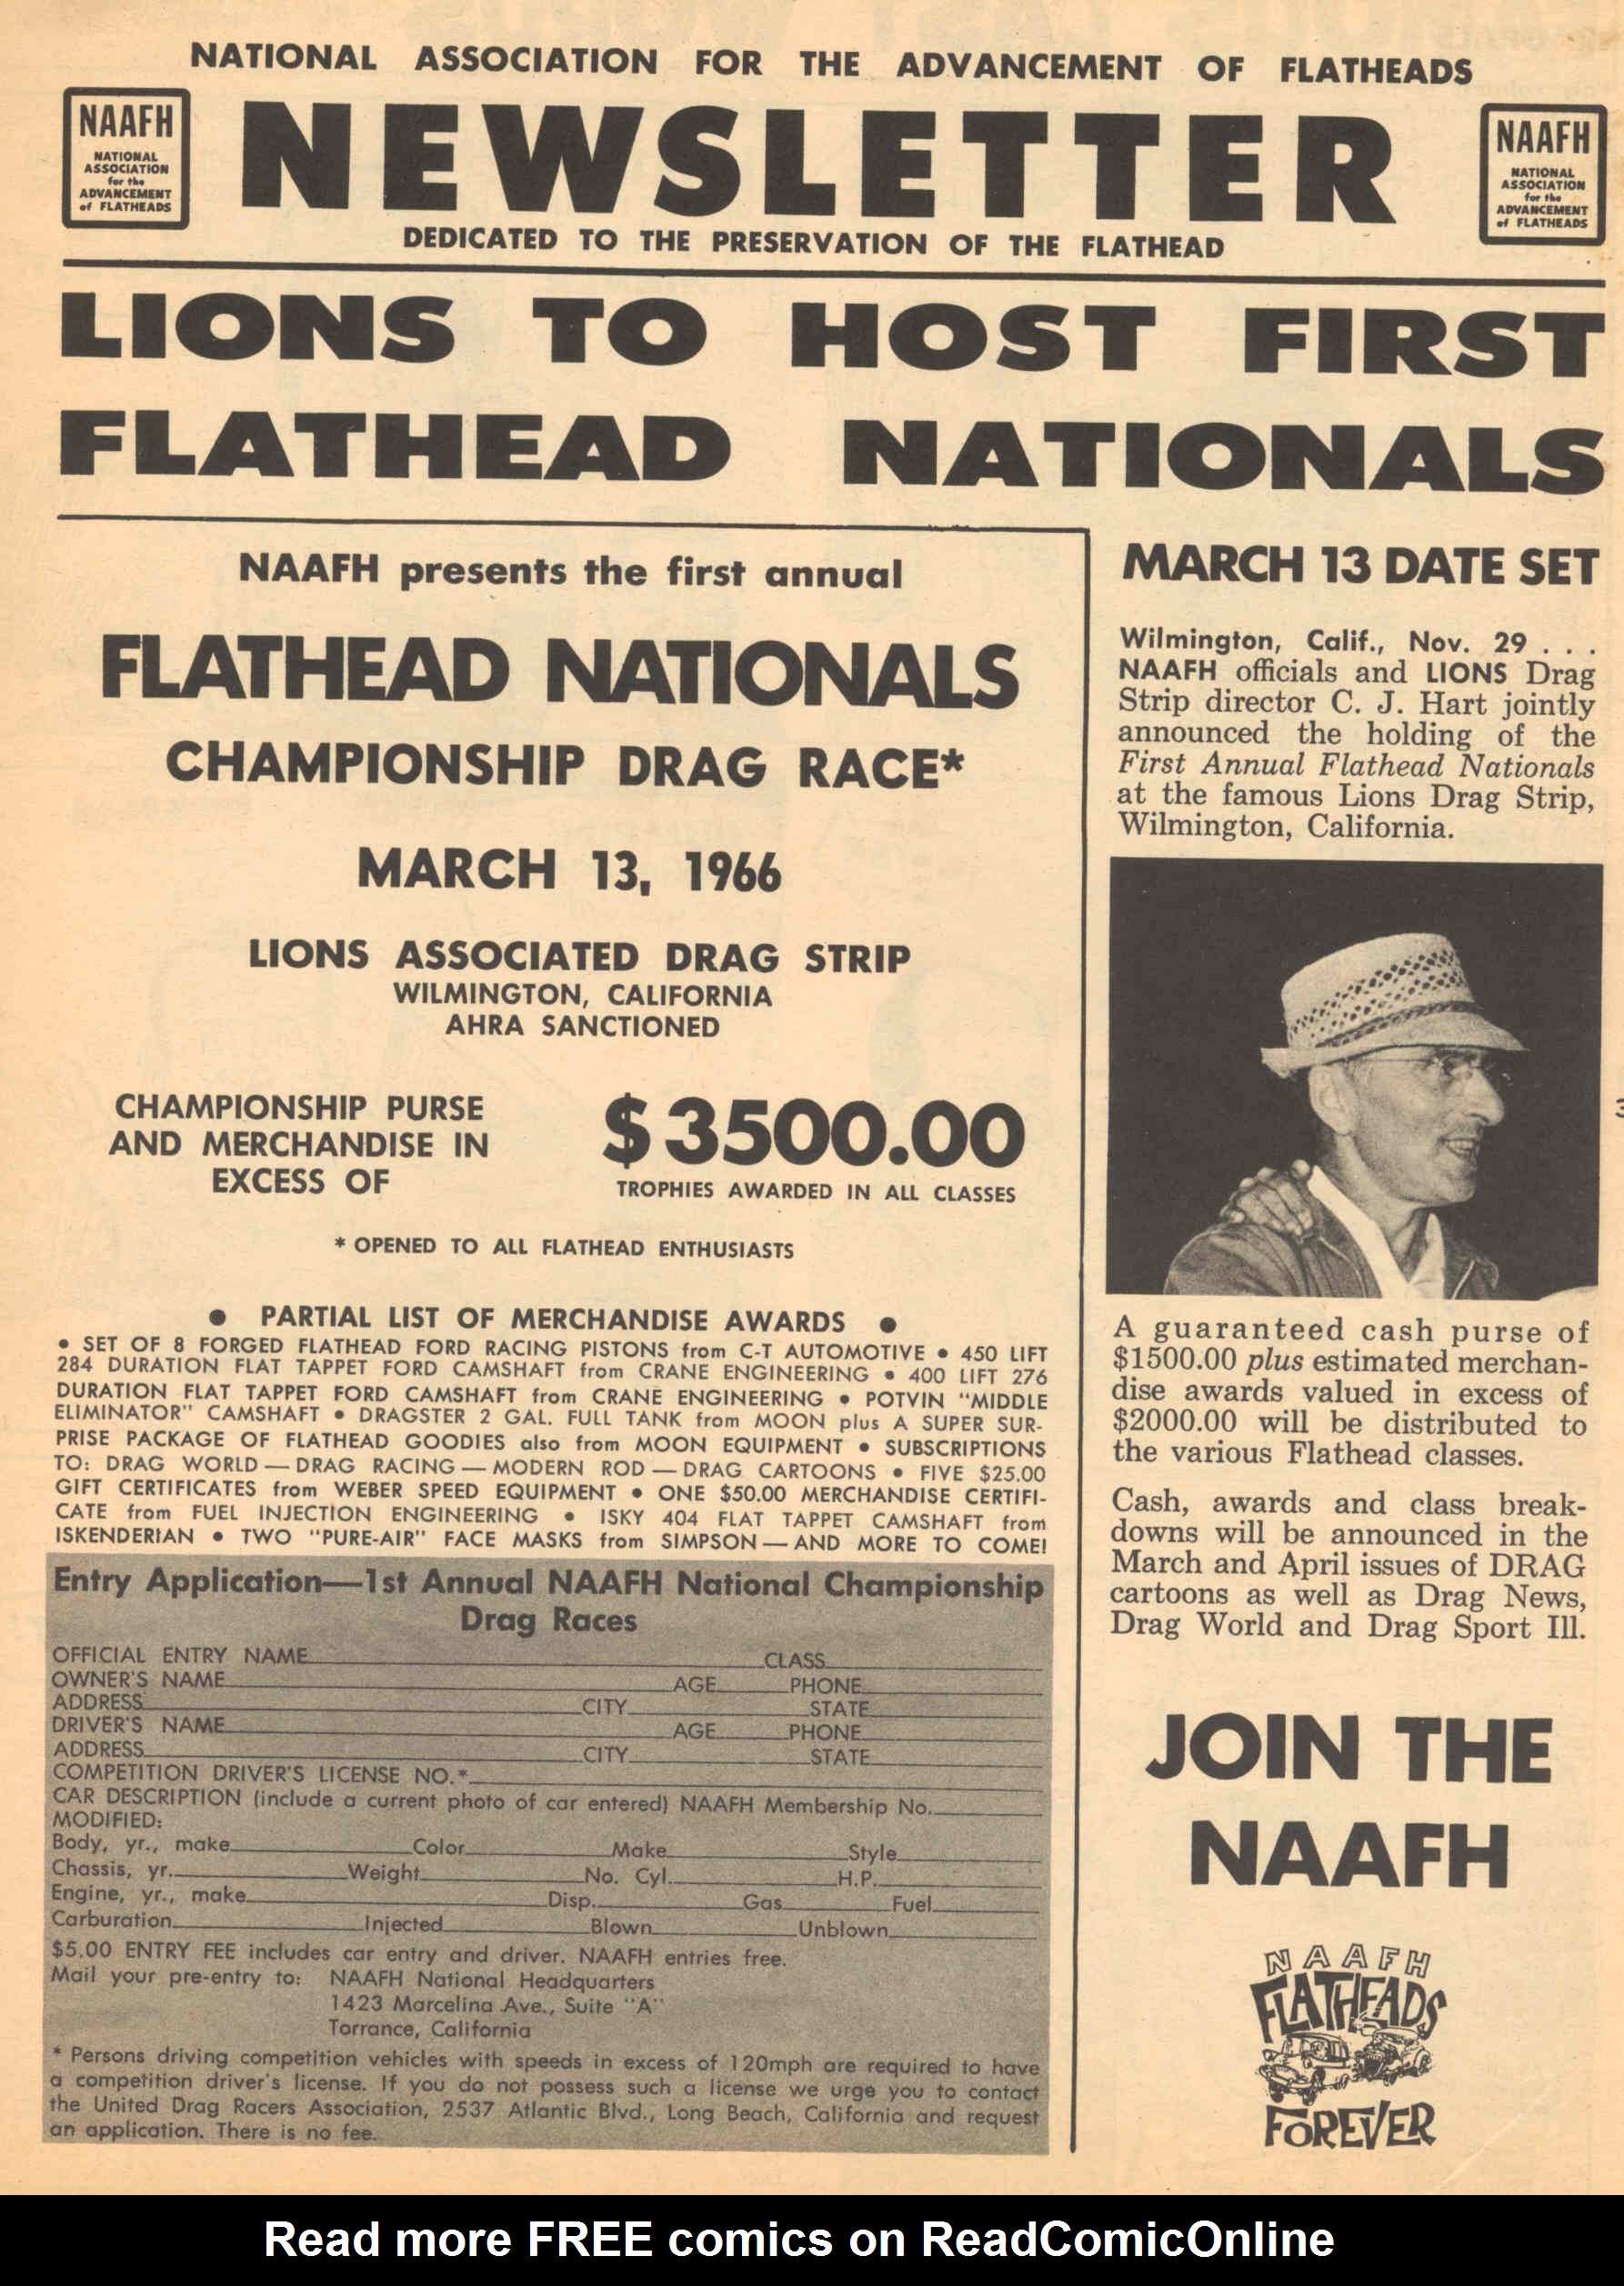 NATIONAL ASSOCIATION FOR THE ADVANCEMENT OF FLATHEADS
NAAFH
NATIONAL
ASSOCIATION
for the
ADVANCEMENT
of FLATHEADS
NEWSLETTER
NAAFH
NATIONAL
ASSOCIATION
for the
ADVANCEMENT
of FLATHEADS
DEDICATED TO THE PRESERVATION OF THE FLATHEAD
LIONS TO HOST FIRST
FLATHEAD NATIONALS
NAAFH presents the first annual
FLATHEAD NATIONALS
CHAMPIONSHIP DRAG RACE*
MARCH 13, 1966
LIONS ASSOCIATED DRAG STRIP
WILMINGTON, CALIFORNIA
AHRA SANCTIONED
CHAMPIONSHIP PURSE
AND MERCHANDISE IN
EXCESS OF
$3500.00
TROPHIES AWARDED IN ALL CLASSES
* OPENED TO ALL FLATHEAD ENTHUSIASTS
● PARTIAL LIST OF MERCHANDISE AWARDS ●
● SET OF 8 FORGED FLATHEAD FORD RACING PISTONS from C-T AUTOMOTIVE ● 450 LIFT
284 DURATION FLAT TAPPET FORD CAMSHAFT from CRANE ENGINEERING ● 400 LIFT 276
DURATION FLAT TAPPET FORD CAMSHAFT from CRANE ENGINEERING ● POTVIN "MIDDLE
ELIMINATOR" CAMSHAFT ● DRAGSTER 2 GAL. FULL TANK from MOON plus A SUPER SUR-
PRISE PACKAGE OF FLATHEAD GOODIES also from MOON EQUIPMENT ● SUBSCRIPTIONS
TO: DRAG WORLD — DRAG RACING — MODERN ROD — DRAG CARTOONS ● FIVE $25.00
GIFT CERTIFICATES from WEBER SPEED EQUIPMENT ● ONE $50.00 MERCHANDISE CERTIFI-
CATE from FUEL INJECTION ENGINEERING ● ISKY 404 FLAT TAPPET CAMSHAFT from
ISKENDERIAN ● TWO "PURE-AIR" FACE MASKS from SIMPSON — AND MORE TO COME!
Entry Application—1st Annual NAAFH National Championship
Drag Races
OFFICIAL ENTRY NAME CLASS
OWNER'S NAME AGE PHONE
ADDRESS CITY STATE
DRIVER'S NAME AGE PHONE
ADDRESS CITY STATE
COMPETITION DRIVER'S LICENSE NO.*
CAR DESCRIPTION (include a current photo of car entered) NAAFH Membership No.
MODIFIED:
Body, yr., make Color Make Style
Chassis, yr. Weight No. Cyl. H.P.
Engine, yr., make Disp. Gas Fuel
Carburation Injected Blown Unblown
$5.00 ENTRY FEE includes car entry and driver. NAAFH entries free.
Mail your pre-entry to: NAAFH National Headquarters
1423 Marcelina Ave., Suite "A"
Torrance, California
* Persons driving competition vehicles with speeds in excess of 120mph are required to have
a competition driver's license. If you do not possess such a license we urge you to contact
the United Drag Racers Association, 2537 Atlantic Blvd., Long Beach, California and request
an application. There is no fee.
MARCH 13 DATE SET
Wilmington, Calif., Nov. 29 . . .
NAAFH officials and LIONS Drag
Strip director C. J. Hart jointly
announced the holding of the
First Annual Flathead Nationals
at the famous Lions Drag Strip,
Wilmington, California.
A guaranteed cash purse of
$1500.00 plus estimated merchan-
dise awards valued in excess of
$2000.00 will be distributed to
the various Flathead classes.
Cash, awards and class break-
downs will be announced in the
March and April issues of DRAG
cartoons as well as Drag News,
Drag World and Drag Sport Ill.
JOIN THE
NAAFH
NAAFH
FLATHEADS
FOREVER
Read more FREE comics on ReadComicOnline